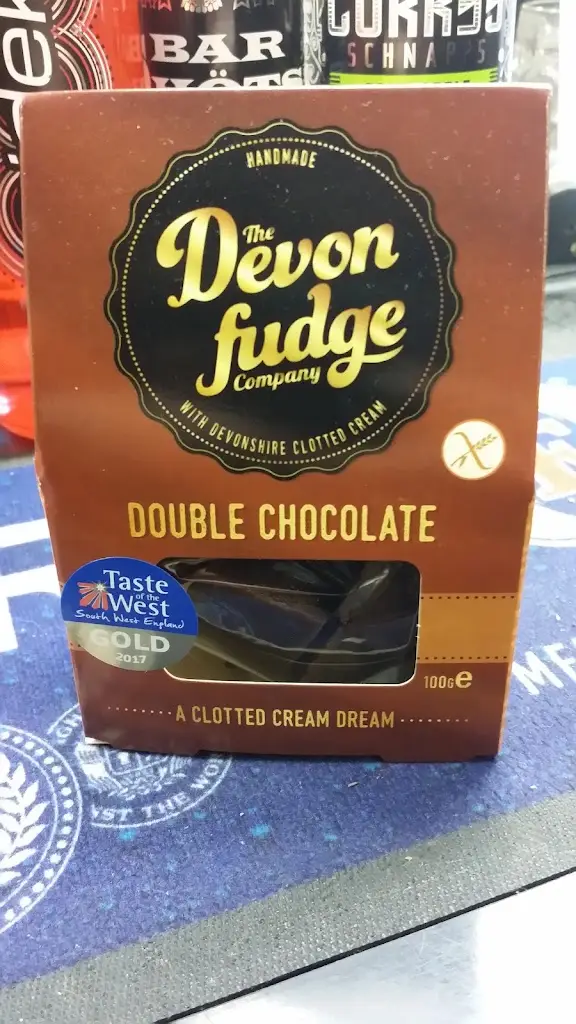 BAR
SCHNAPPS
HANDMADE
The
Devon
fudge
Company
WITH DEVONSHIRE CLOTTED CREAM
DOUBLE CHOCOLATE
Taste
of the
West
South West England
GOLD
2017
100g e
A CLOTTED CREAM DREAM